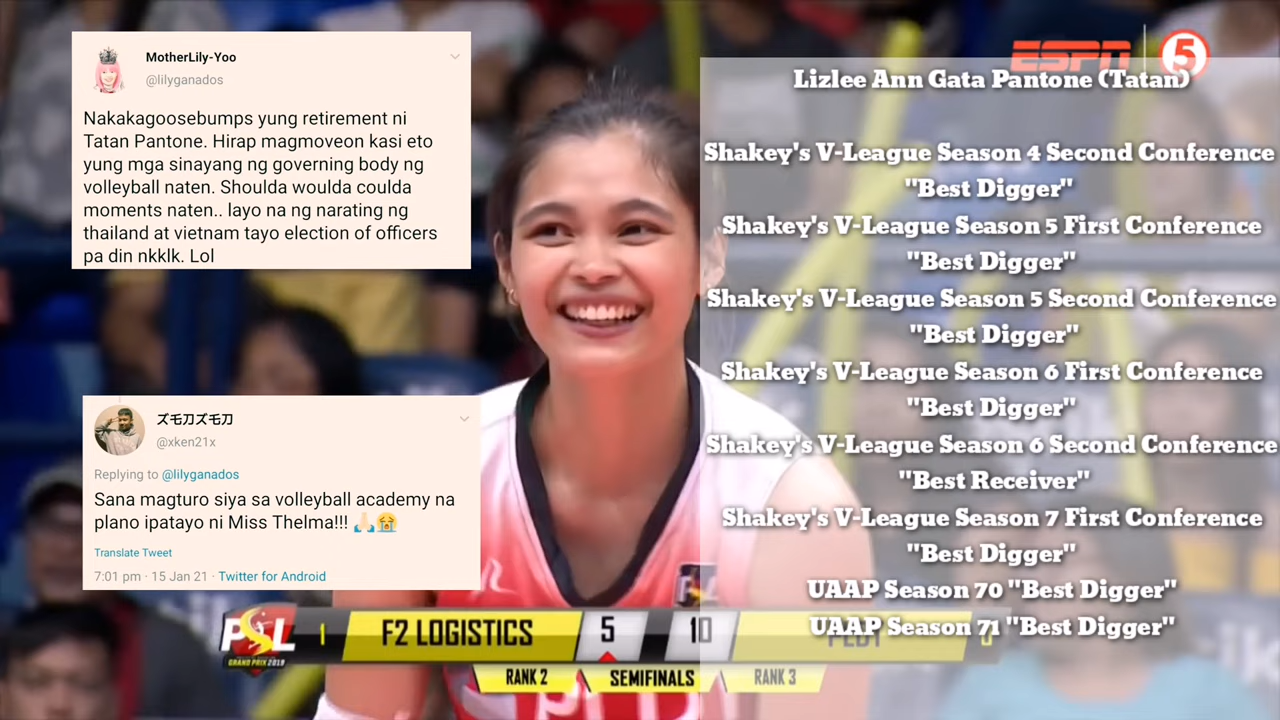 MotherLily-Yoo
@lilyganados
Nakakagoosebumps yung retirement ni
Tatan Pantone. Hirap magmoveon kasi eto
yung mga sinayang ng governing body ng
volleyball naten. Shoulda woulda coulda
moments naten.. layo na ng narating ng
thailand at vietnam tayo election of officers
pa din nkklk. Lol
ズモ刀ズモ刀
@xken21x
Replying to @lilyganados
Sana magturo siya sa volleyball academy na
plano ipatayo ni Miss Thelma!!! 🙏🏻😭
Translate Tweet
7:01 pm · 15 Jan 21 · Twitter for Android
ESPN 5
Lizlee Ann Gata Pantone (Tatan)
Shakey's V-League Season 4 Second Conference
"Best Digger"
Shakey's V-League Season 5 First Conference
"Best Digger"
Shakey's V-League Season 5 Second Conference
"Best Digger"
Shakey's V-League Season 6 First Conference
"Best Digger"
Shakey's V-League Season 6 Second Conference
"Best Receiver"
Shakey's V-League Season 7 First Conference
"Best Digger"
UAAP Season 70 "Best Digger"
UAAP Season 71 "Best Digger"
PSL
GRAND PRIX 2019
1 F2 LOGISTICS 5 10 PLDT 0
RANK 2 SEMIFINALS RANK 3